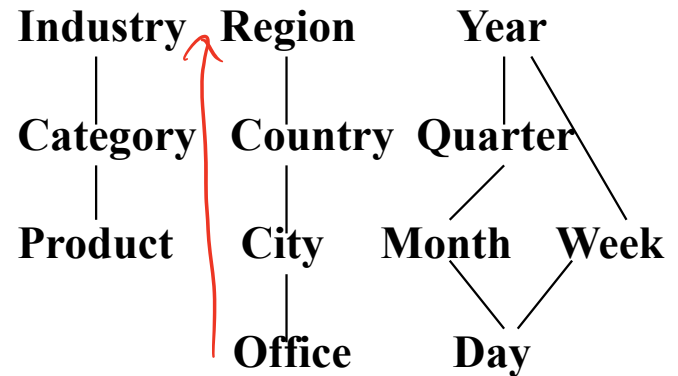 Industry Region Year
Category Country Quarter
Product City Month Week
Office Day